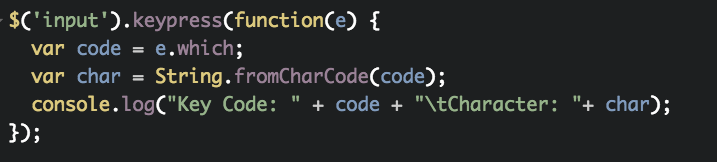 $('input').keypress(function(e) {
  var code = e.which;
  var char = String.fromCharCode(code);
  console.log("Key Code: " + code + "\tCharacter: "+ char);
});